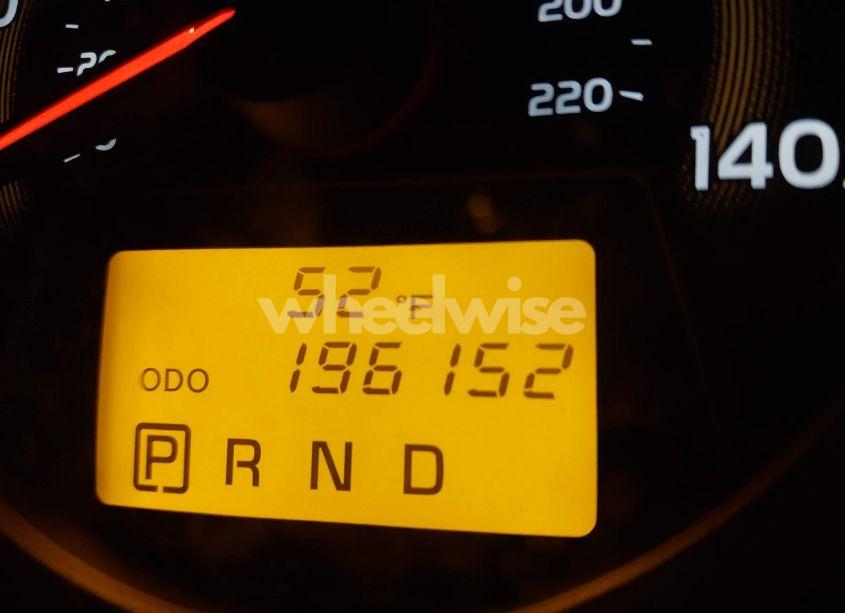 200
220
140
52 °F
wheelwise
ODO 196152
P R N D